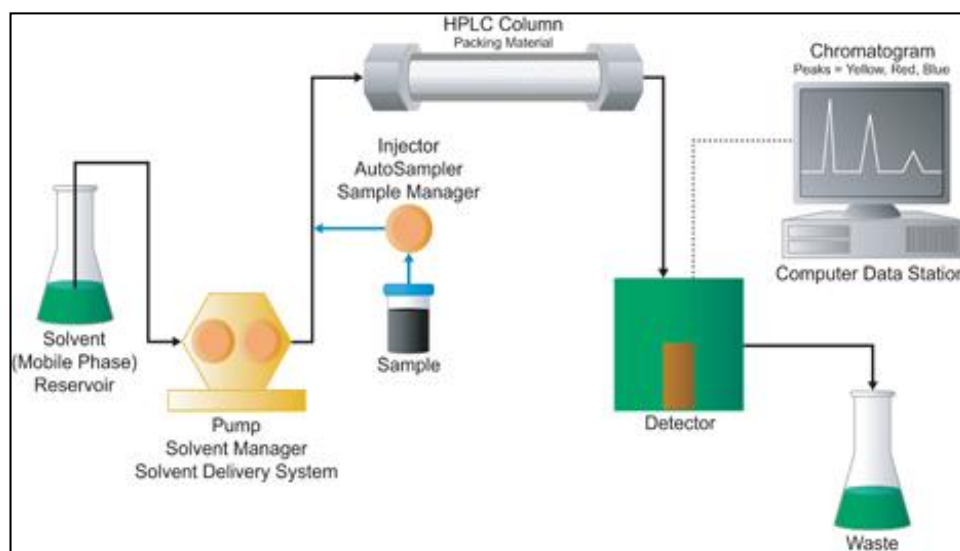 HPLC Column
Packing Material
Chromatogram
Peaks = Yellow, Red, Blue
Injector
AutoSampler
Sample Manager
Computer Data Station
Solvent
(Mobile Phase)
Reservoir
Sample
Pump
Solvent Manager
Solvent Delivery System
Detector
Waste